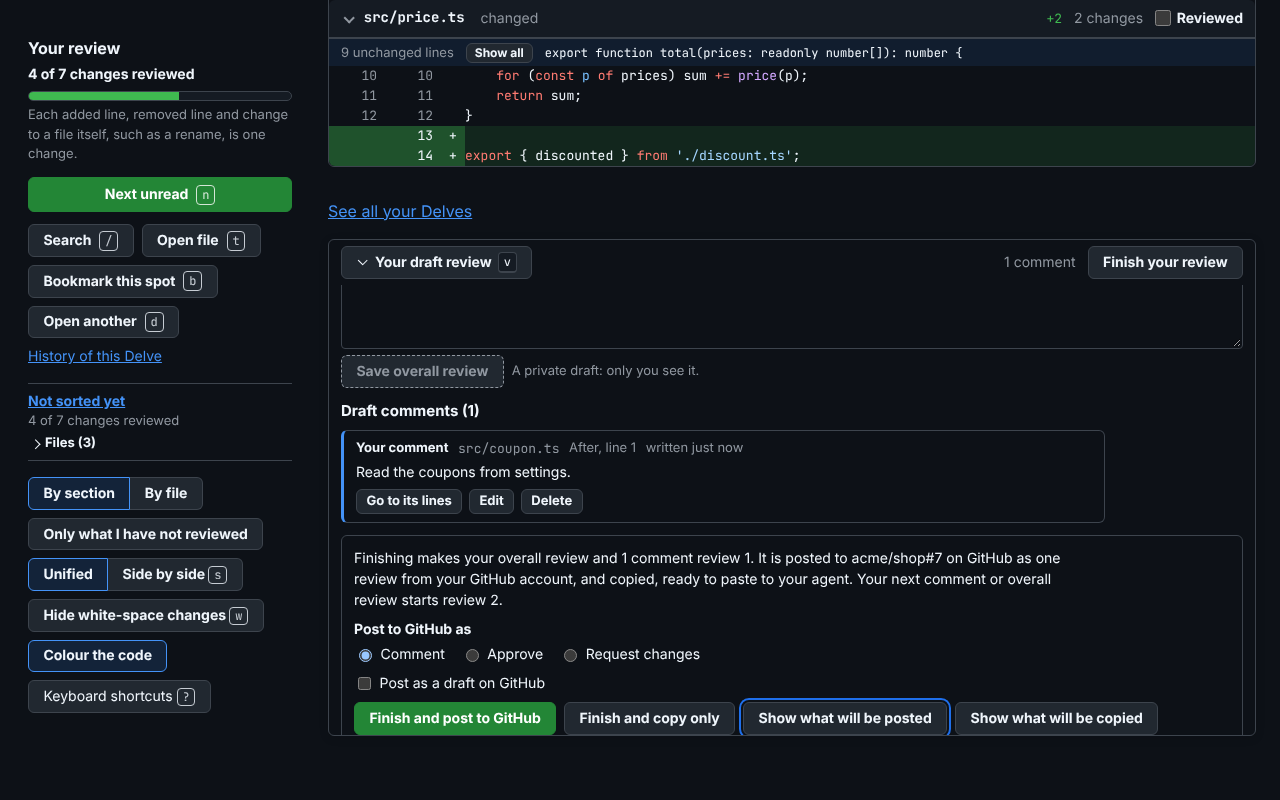 Your review
4 of 7 changes reviewed
Each added line, removed line and change
to a file itself, such as a rename, is one
change.
Next unread n
Search / Open file t
Bookmark this spot b
Open another d
History of this Delve
Not sorted yet
4 of 7 changes reviewed
Files (3)
By section By file
Only what I have not reviewed
Unified Side by side s
Hide white-space changes w
Colour the code
Keyboard shortcuts ?
src/price.ts changed +2 2 changes Reviewed
9 unchanged lines Show all export function total(prices: readonly number[]): number {
10 10 for (const p of prices) sum += price(p);
11 11 return sum;
12 12 }
13 +
14 + export { discounted } from './discount.ts';
See all your Delves
Your draft review v 1 comment Finish your review
Save overall review A private draft: only you see it.
Draft comments (1)
Your comment src/coupon.ts After, line 1 written just now
Read the coupons from settings.
Go to its lines Edit Delete
Finishing makes your overall review and 1 comment review 1. It is posted to acme/shop#7 on GitHub as one
review from your GitHub account, and copied, ready to paste to your agent. Your next comment or overall
review starts review 2.
Post to GitHub as
Comment Approve Request changes
Post as a draft on GitHub
Finish and post to GitHub Finish and copy only Show what will be posted Show what will be copied